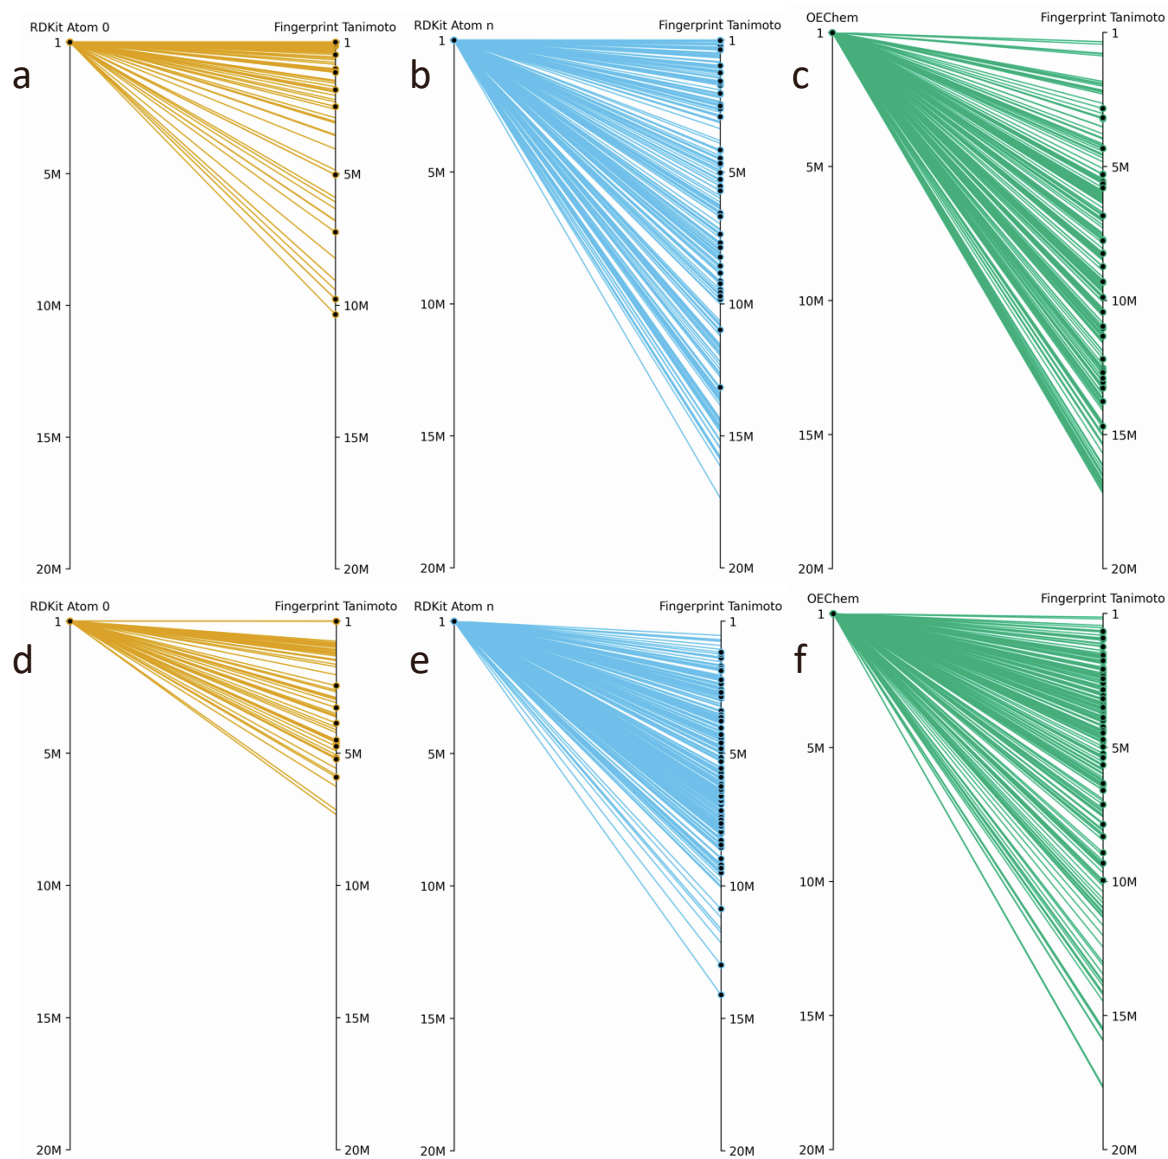 RDKit Atom 0 Fingerprint Tanimoto
1 1
a
5M 5M
10M 10M
15M 15M
20M 20M
RDKit Atom n Fingerprint Tanimoto
1 1
b
5M 5M
10M 10M
15M 15M
20M 20M
OEChem Fingerprint Tanimoto
1 1
c
5M 5M
10M 10M
15M 15M
20M 20M
RDKit Atom 0 Fingerprint Tanimoto
1 1
d
5M 5M
10M 10M
15M 15M
20M 20M
RDKit Atom n Fingerprint Tanimoto
1 1
e
5M 5M
10M 10M
15M 15M
20M 20M
OEChem Fingerprint Tanimoto
1 1
f
5M 5M
10M 10M
15M 15M
20M 20M